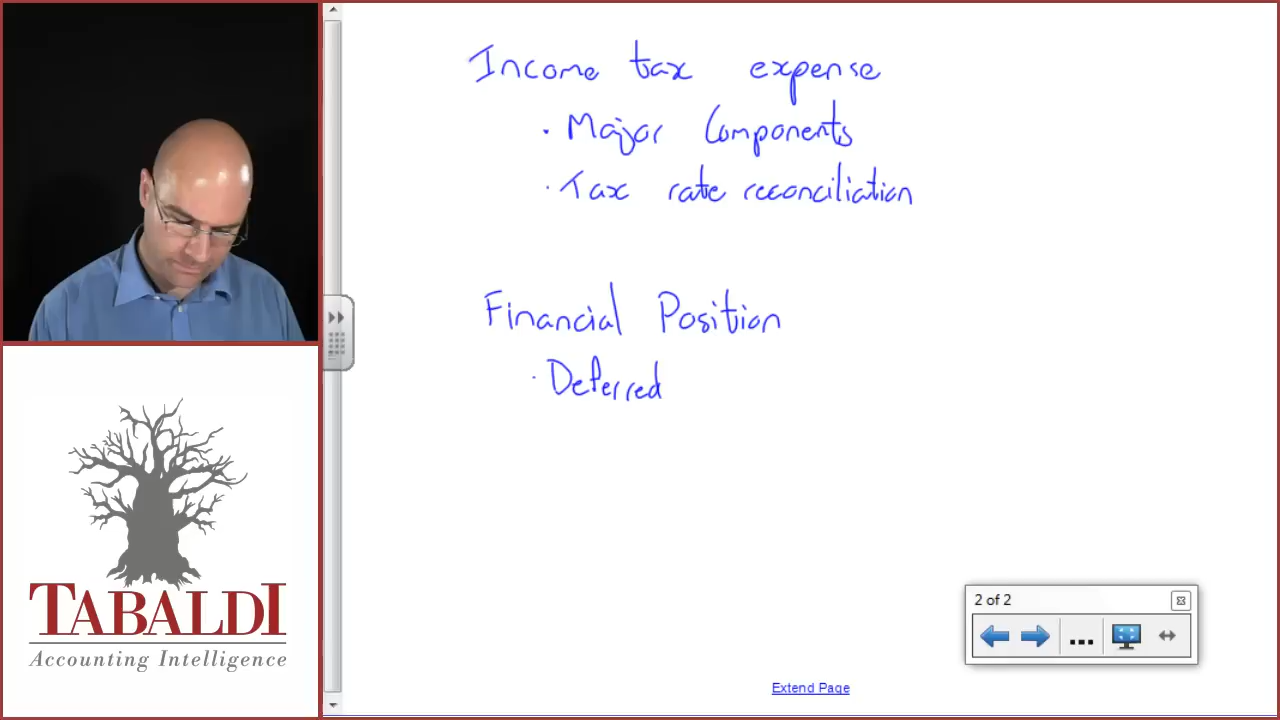 Income tax expense
· Major Components
· Tax rate reconciliation
Financial Position
· Deferred
TABALDI
Accounting Intelligence
2 of 2
...
Extend Page